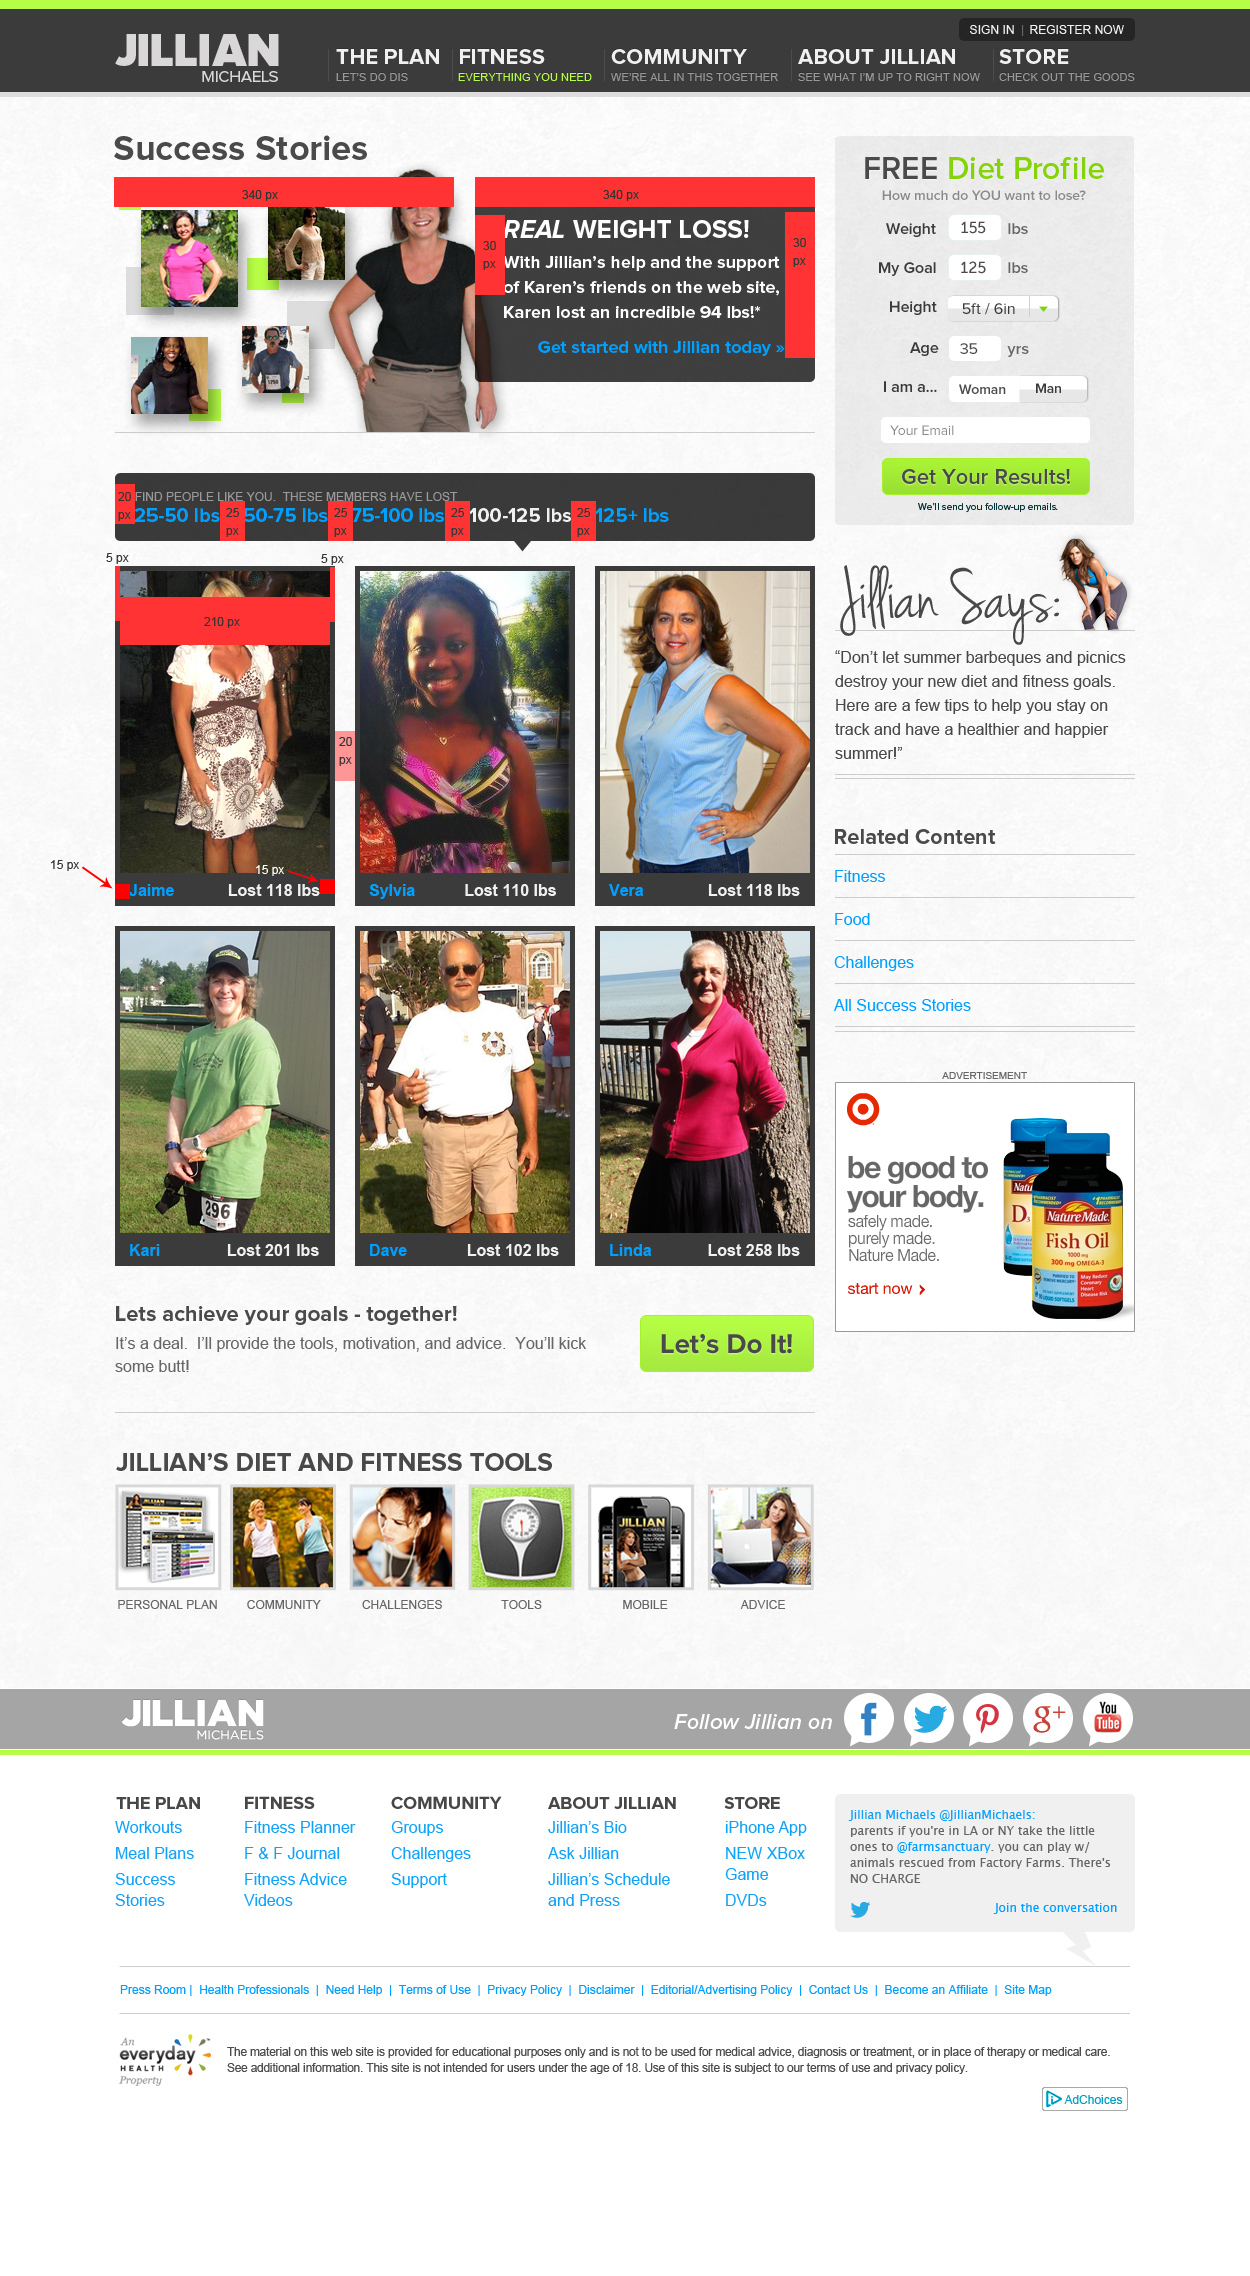 SIGN IN | REGISTER NOW
JILLIAN
MICHAELS
THE PLAN
LET'S DO DIS
FITNESS
EVERYTHING YOU NEED
COMMUNITY
WE'RE ALL IN THIS TOGETHER
ABOUT JILLIAN
SEE WHAT I'M UP TO RIGHT NOW
STORE
CHECK OUT THE GOODS
Success Stories
340 px
340 px
REAL WEIGHT LOSS!
30
px
30
px
With Jillian's help and the support
of Karen's friends on the web site,
Karen lost an incredible 94 lbs!*
Get started with Jillian today »
FREE Diet Profile
How much do YOU want to lose?
Weight 155 lbs
My Goal 125 lbs
Height 5ft / 6in
Age 35 yrs
I am a... Woman Man
Your Email
Get Your Results!
We'll send you follow-up emails.
20
px
FIND PEOPLE LIKE YOU.  THESE MEMBERS HAVE LOST
25-50 lbs
25
px
50-75 lbs
25
px
75-100 lbs
25
px
100-125 lbs
25
px
125+ lbs
5 px
5 px
210 px
20
px
15 px
15 px
Jaime Lost 118 lbs
Sylvia Lost 110 lbs
Vera Lost 118 lbs
296
Kari Lost 201 lbs
Dave Lost 102 lbs
Linda Lost 258 lbs
Jillian Says:
“Don't let summer barbeques and picnics
destroy your new diet and fitness goals.
Here are a few tips to help you stay on
track and have a healthier and happier
summer!”
Related Content
Fitness
Food
Challenges
All Success Stories
ADVERTISEMENT
be good to
your body.
safely made.
purely made.
Nature Made.
start now
Nature Made
Fish Oil
1000 mg
300 mg OMEGA-3
May Reduce
Coronary
Heart
Disease Risk
Lets achieve your goals - together!
It's a deal.  I'll provide the tools, motivation, and advice.  You'll kick
some butt!
Let's Do It!
JILLIAN'S DIET AND FITNESS TOOLS
JILLIAN
PERSONAL PLAN
COMMUNITY
CHALLENGES
TOOLS
MOBILE
ADVICE
JILLIAN
MICHAELS
Follow Jillian on
f
g+
You
Tube
THE PLAN
Workouts
Meal Plans
Success
Stories
FITNESS
Fitness Planner
F & F Journal
Fitness Advice
Videos
COMMUNITY
Groups
Challenges
Support
ABOUT JILLIAN
Jillian's Bio
Ask Jillian
Jillian's Schedule
and Press
STORE
iPhone App
NEW XBox
Game
DVDs
Jillian Michaels @JillianMichaels:
parents if you're in LA or NY take the little
ones to @farmsanctuary. you can play w/
animals rescued from Factory Farms. There's
NO CHARGE
Join the conversation
Press Room | Health Professionals | Need Help | Terms of Use | Privacy Policy | Disclaimer | Editorial/Advertising Policy | Contact Us | Become an Affiliate | Site Map
An
everyday
HEALTH
Property
The material on this web site is provided for educational purposes only and is not to be used for medical advice, diagnosis or treatment, or in place of therapy or medical care.
See additional information. This site is not intended for users under the age of 18. Use of this site is subject to our terms of use and privacy policy.
AdChoices